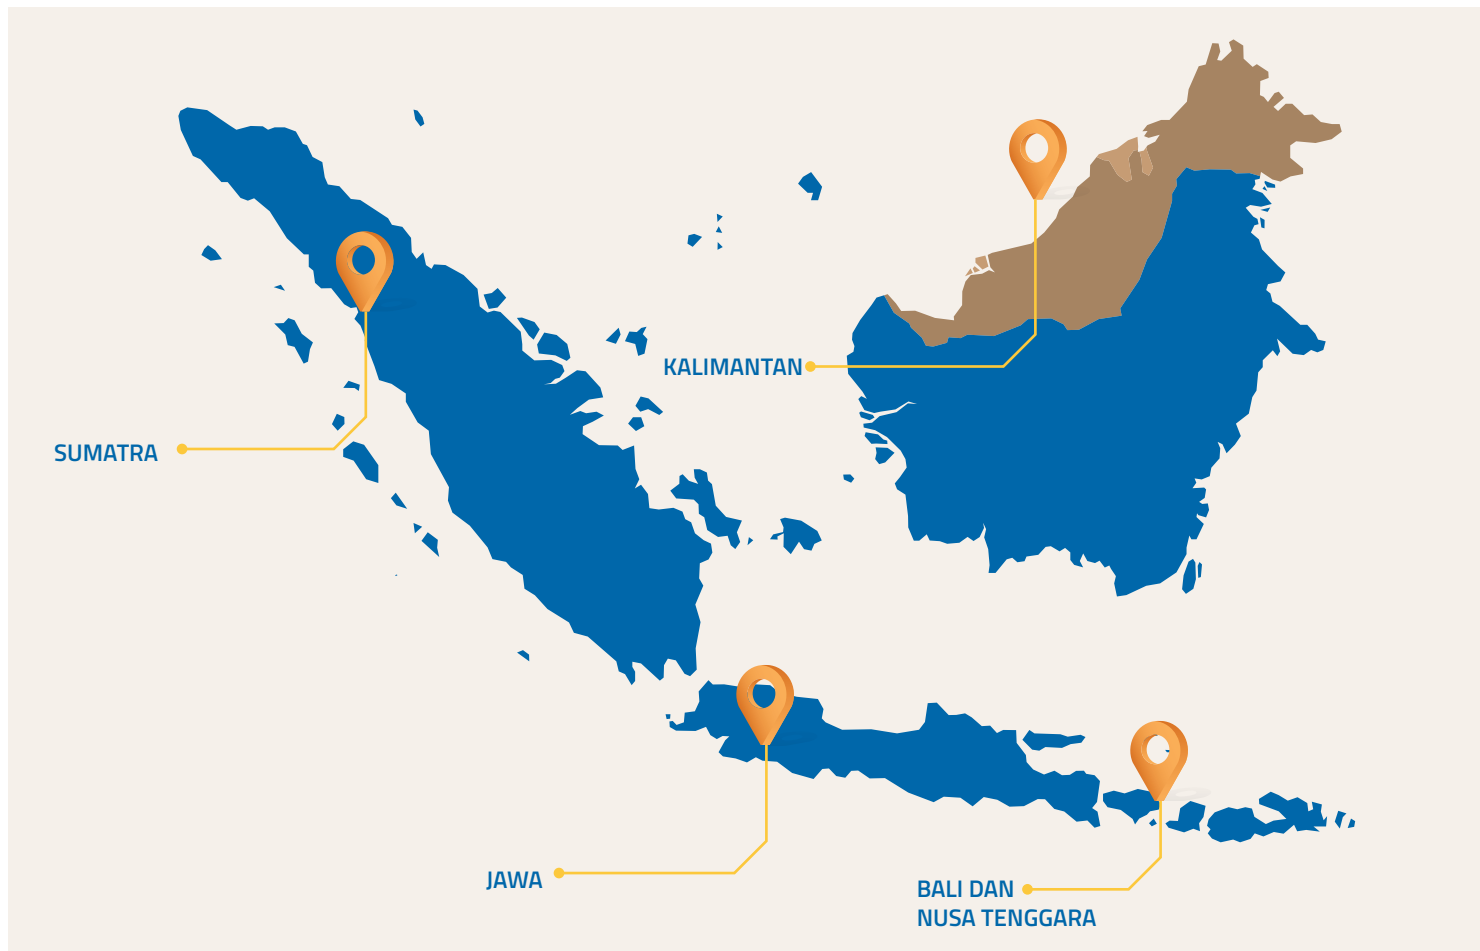 KALIMANTAN
SUMATRA
JAWA
BALI DAN
NUSA TENGGARA